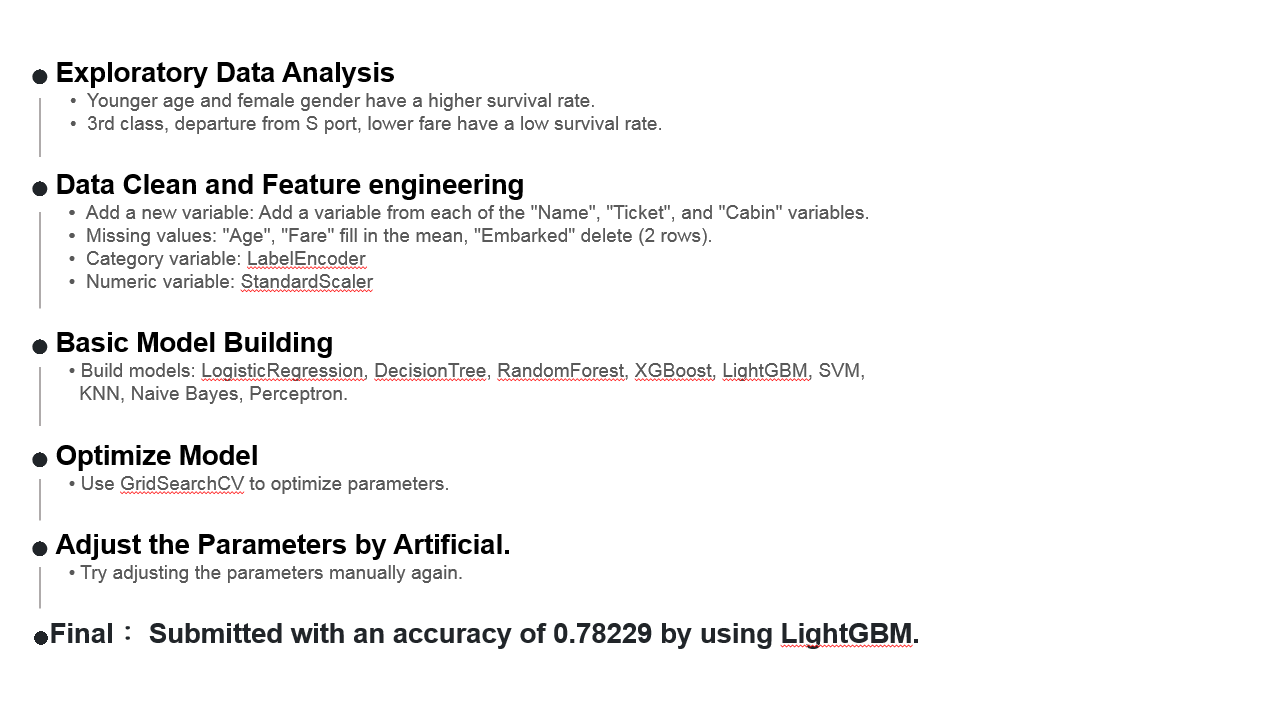 Exploratory Data Analysis
• Younger age and female gender have a higher survival rate.
• 3rd class, departure from S port, lower fare have a low survival rate.
Data Clean and Feature engineering
• Add a new variable: Add a variable from each of the "Name", "Ticket", and "Cabin" variables.
• Missing values: "Age", "Fare" fill in the mean, "Embarked" delete (2 rows).
• Category variable: LabelEncoder
• Numeric variable: StandardScaler
Basic Model Building
• Build models: LogisticRegression, DecisionTree, RandomForest, XGBoost, LightGBM, SVM,
KNN, Naive Bayes, Perceptron.
Optimize Model
• Use GridSearchCV to optimize parameters.
Adjust the Parameters by Artificial.
• Try adjusting the parameters manually again.
Final： Submitted with an accuracy of 0.78229 by using LightGBM.